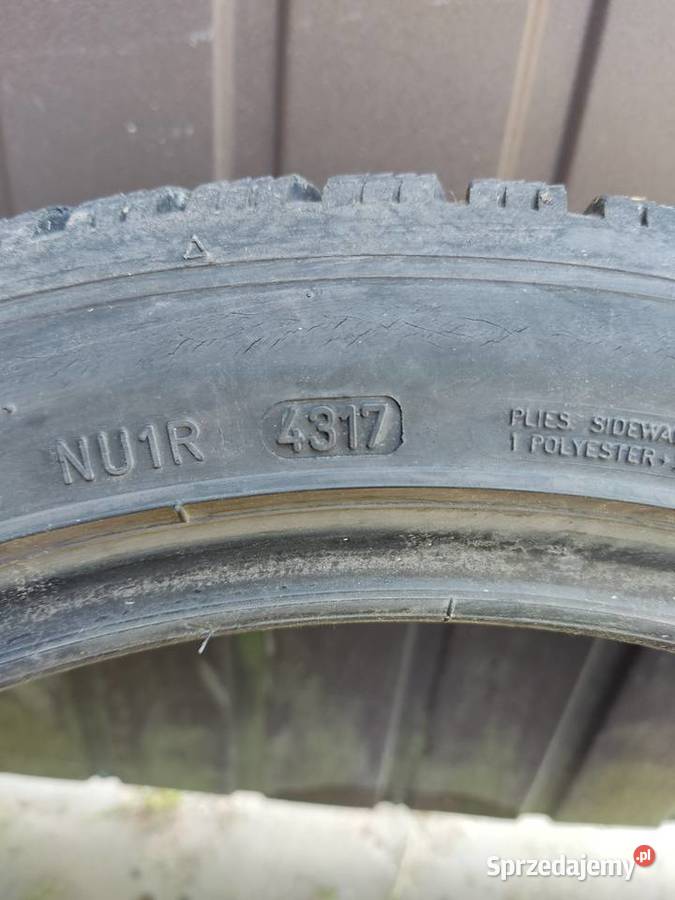 NU1R 4317
PLIES. SIDEWA
1 POLYESTER
Sprzedajemy.pl